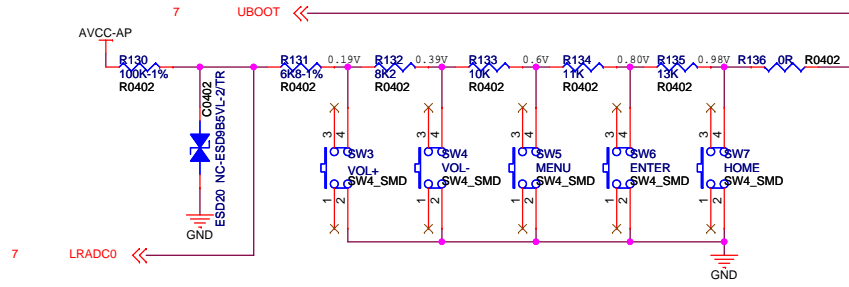 7 UBOOT
AVCC-AP
R130
100K-1%
R0402
R131
6K8-1%
R0402
0.19V
R132
8K2
R0402
0.39V
R133
10K
R0402
0.6V
R134
11K
R0402
0.80V
R135
13K
R0402
0.98V
R136 0R R0402
C0402
ESD20 NC-ESD9B5VL-2/TR
GND
3 4
SW3
VOL+
SW4_SMD
1 2
3 4
SW4
VOL-
SW4_SMD
1 2
3 4
SW5
MENU
SW4_SMD
1 2
3 4
SW6
ENTER
SW4_SMD
1 2
3 4
SW7
HOME
SW4_SMD
1 2
7 LRADC0
GND